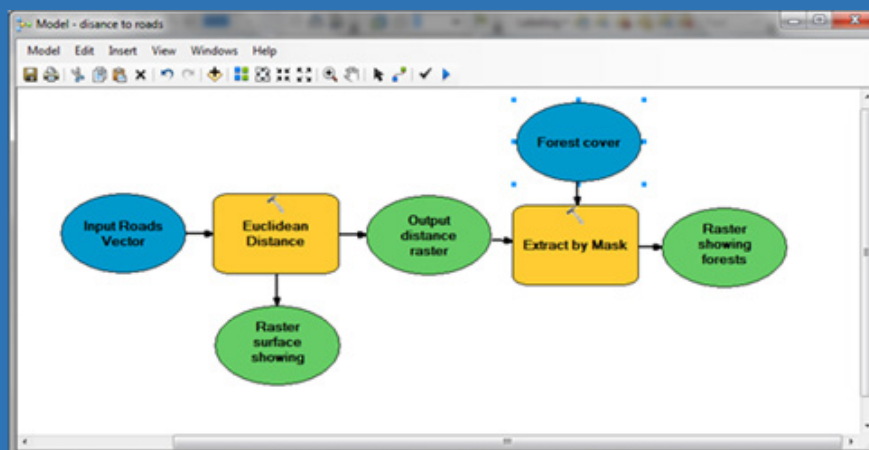 Model - disance to roads
Model Edit Insert View Windows Help
Forest cover
Input Roads
Vector
Euclidean
Distance
Output
distance
raster
Extract by Mask
Raster
showing
forests
Raster
surface
showing